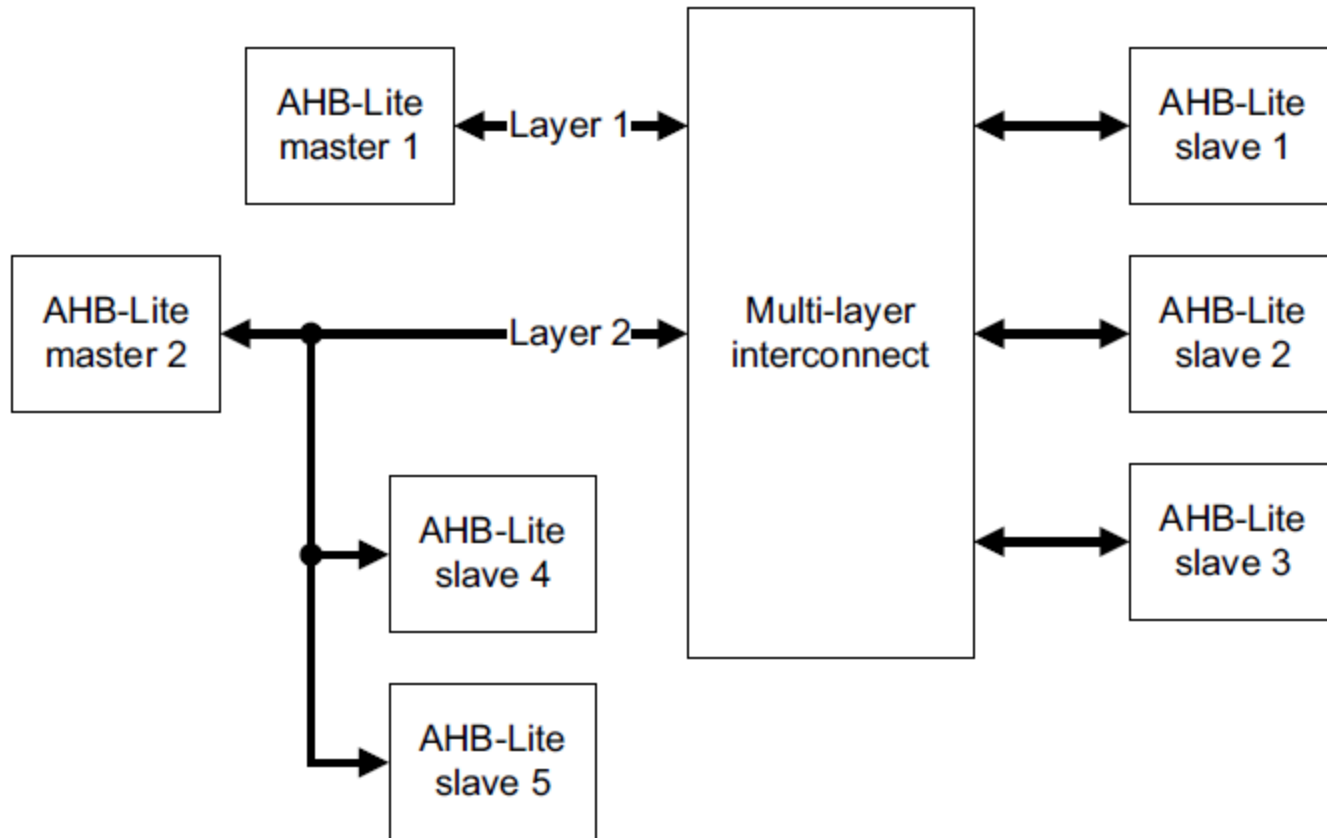 AHB-Lite
master 1
Layer 1
AHB-Lite
slave 1
AHB-Lite
master 2
Layer 2
Multi-layer
interconnect
AHB-Lite
slave 2
AHB-Lite
slave 4
AHB-Lite
slave 3
AHB-Lite
slave 5